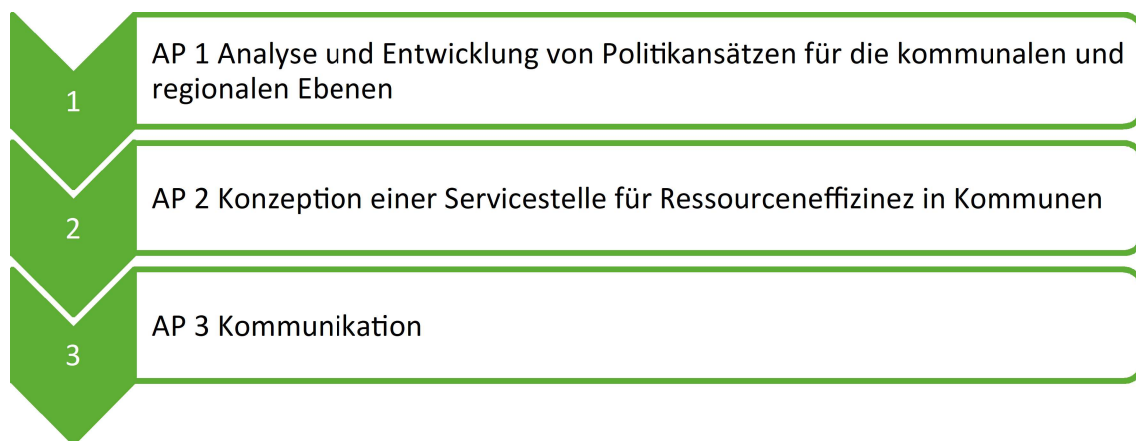 1
AP 1 Analyse und Entwicklung von Politikansätzen für die kommunalen und
regionalen Ebenen
2
AP 2 Konzeption einer Servicestelle für Ressourceneffizinez in Kommunen
3
AP 3 Kommunikation